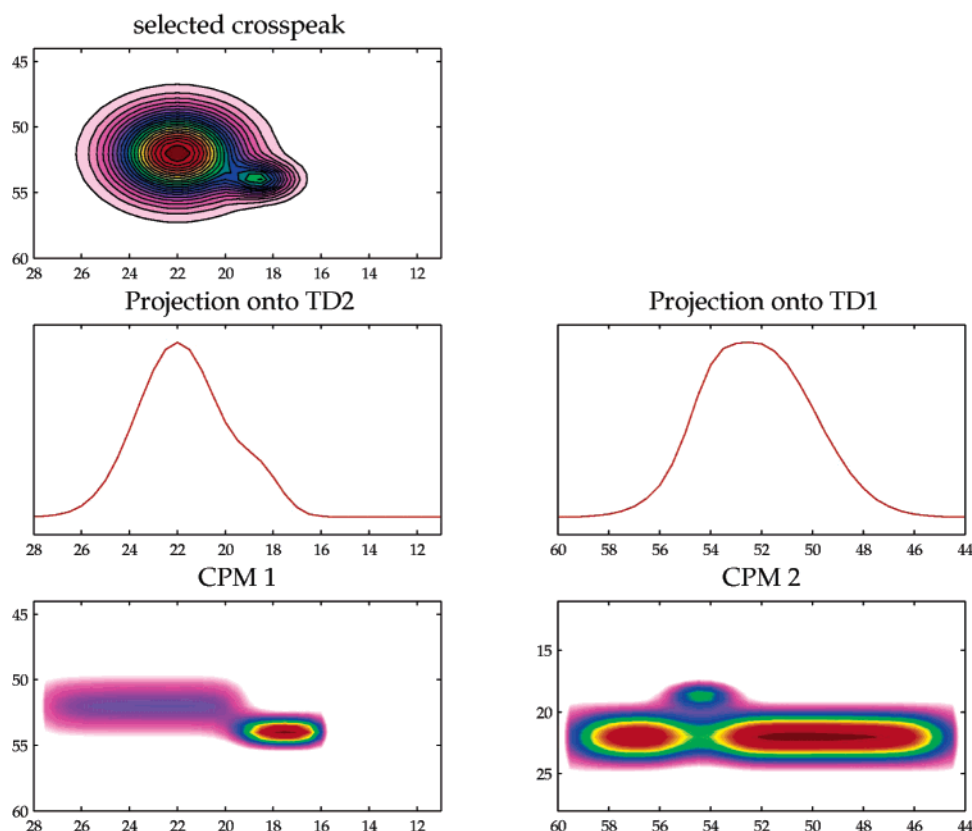 selected crosspeak
45
50
55
60
28 26 24 22 20 18 16 14 12
Projection onto TD2
28 26 24 22 20 18 16 14 12
Projection onto TD1
60 58 56 54 52 50 48 46 44
CPM 1
45
50
55
60
28 26 24 22 20 18 16 14 12
CPM 2
15
20
25
60 58 56 54 52 50 48 46 44